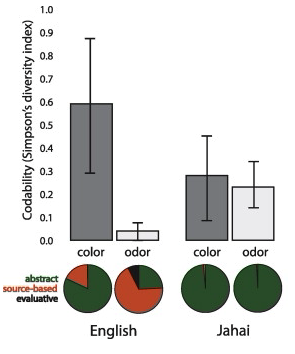 Codability (Simpson's diversity index)
1.0
0.9
0.8
0.7
0.6
0.5
0.4
0.3
0.2
0.1
0.0
color odor color odor
abstract
source-based
evaluative
English Jahai